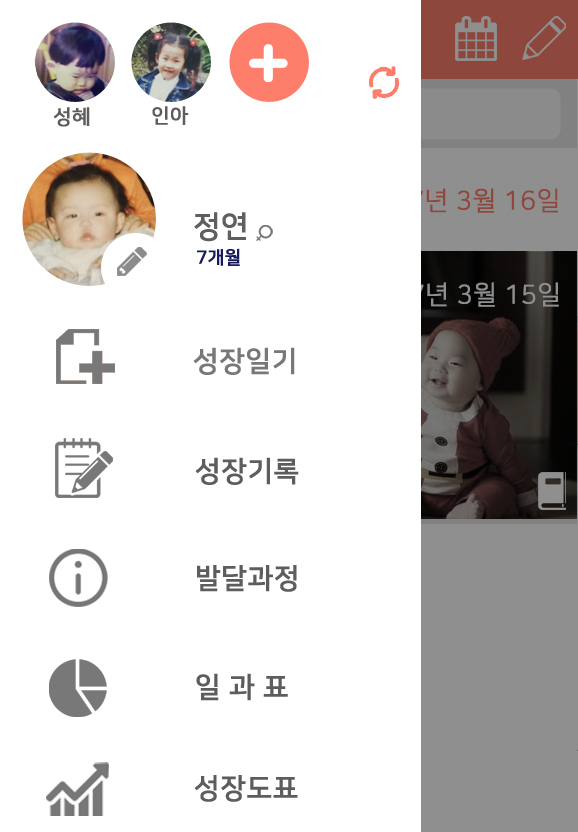 성혜
인아
정연
7개월
년 3월 16일
년 3월 15일
성장일기
성장기록
발달과정
일 과 표
성장도표